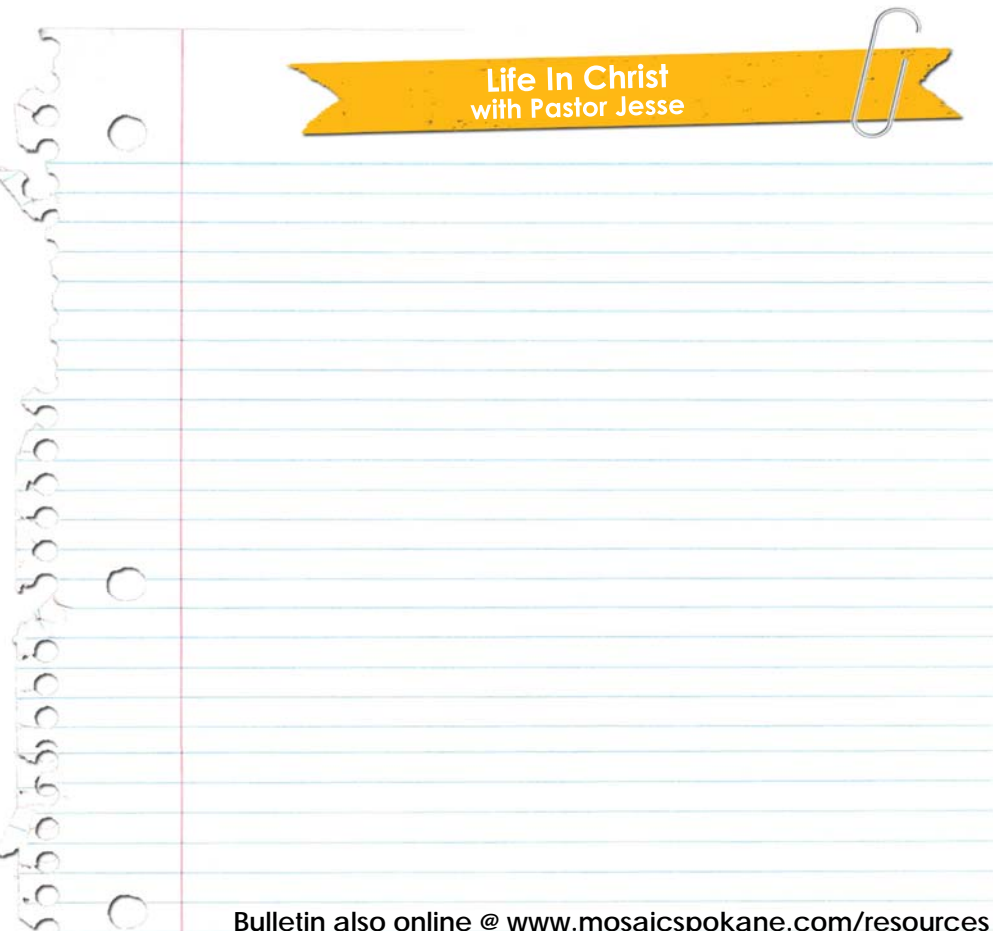 Life In Christ
with Pastor Jesse
Bulletin also online @ www.mosaicspokane.com/resources